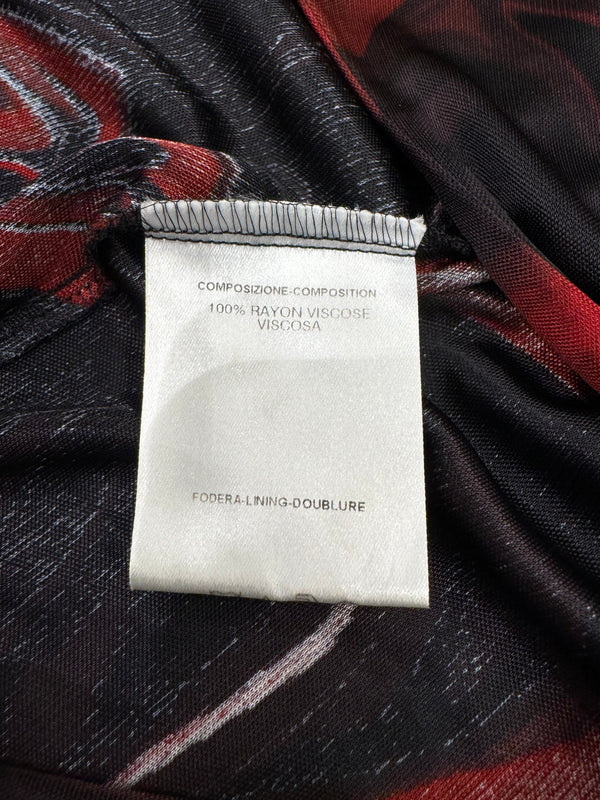 COMPOSIZIONE-COMPOSITION
100% RAYON VISCOSE
VISCOSA
FODERA-LINING-DOUBLURE